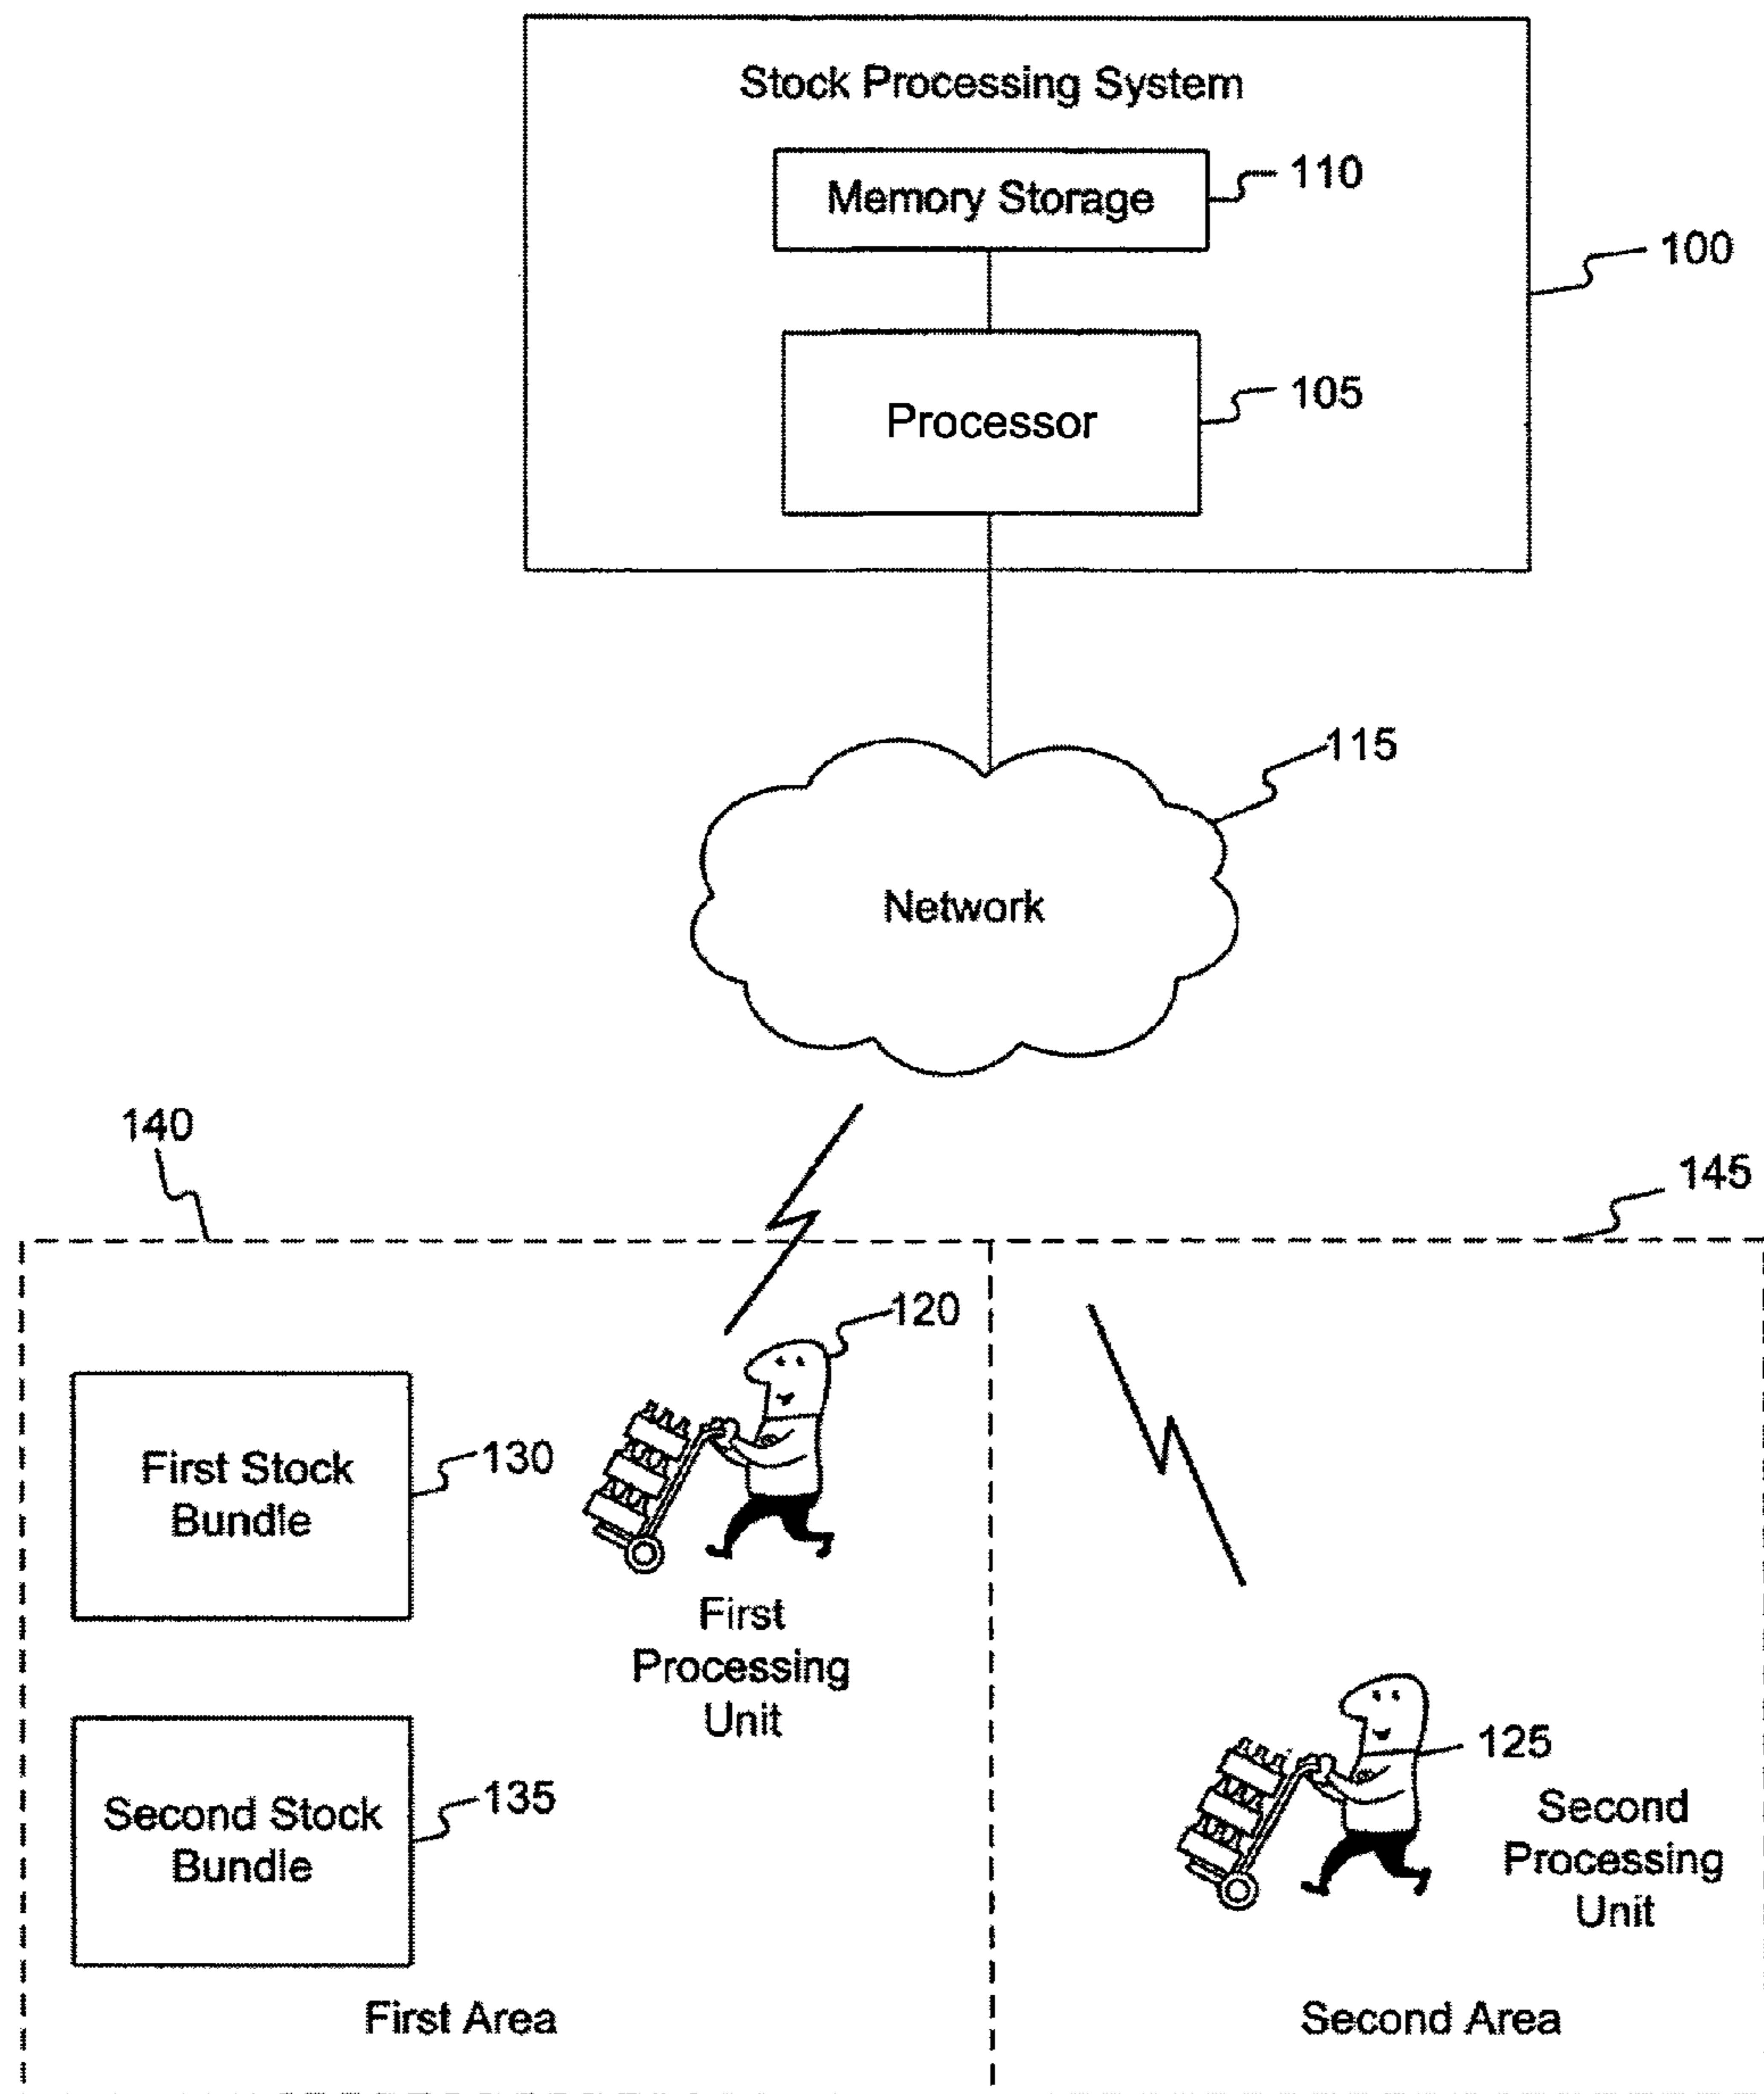 Stock Processing System
Memory Storage
110
100
Processor
105
115
Network
140
145
120
First Stock
Bundle
130
First
Processing
Unit
Second Stock
Bundle
135
125
Second
Processing
Unit
First Area
Second Area